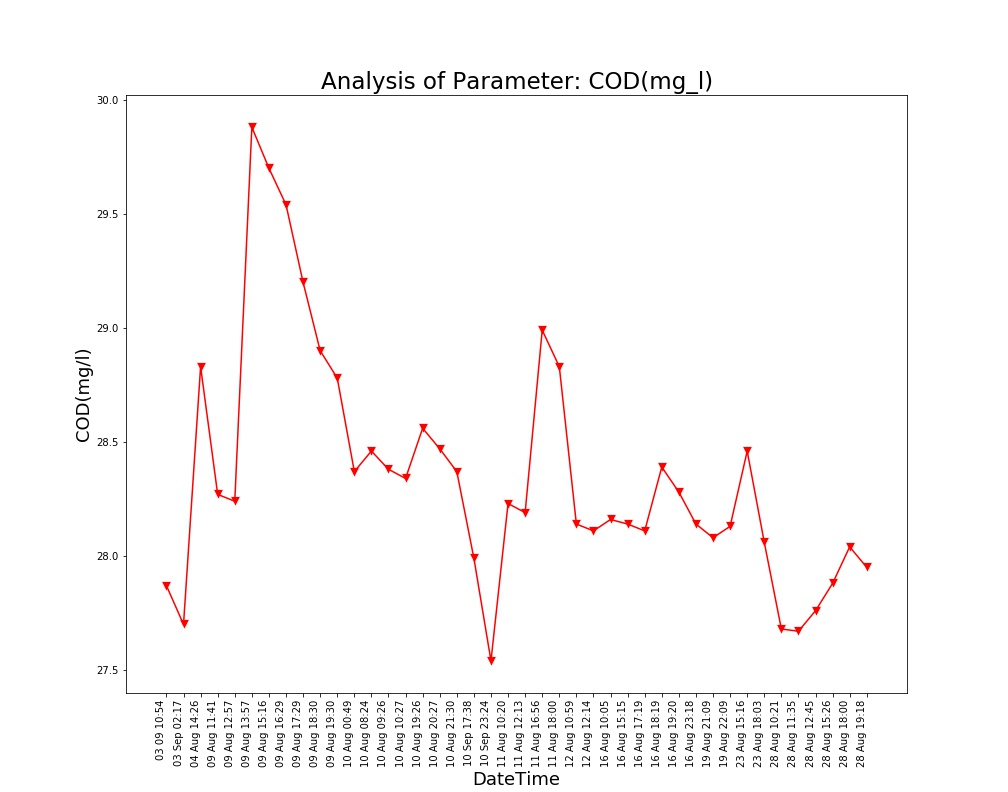 Analysis of Parameter: COD(mg_l)
30.0
29.5
29.0
28.5
28.0
27.5
COD(mg/l)
03 09 10:54
03 Sep 02:17
04 Aug 14:26
09 Aug 11:41
09 Aug 12:57
09 Aug 13:57
09 Aug 15:16
09 Aug 16:29
09 Aug 17:29
09 Aug 18:30
09 Aug 19:30
10 Aug 00:49
10 Aug 08:24
10 Aug 09:26
10 Aug 10:27
10 Aug 19:26
10 Aug 20:27
10 Aug 21:30
10 Sep 17:38
10 Sep 23:24
11 Aug 10:20
11 Aug 12:13
11 Aug 16:56
11 Aug 18:00
12 Aug 10:59
12 Aug 12:14
16 Aug 10:05
16 Aug 15:15
16 Aug 17:19
16 Aug 18:19
16 Aug 19:20
16 Aug 23:18
19 Aug 21:09
19 Aug 22:09
23 Aug 15:16
23 Aug 18:03
28 Aug 10:21
28 Aug 11:35
28 Aug 12:45
28 Aug 15:26
28 Aug 18:00
28 Aug 19:18
DateTime